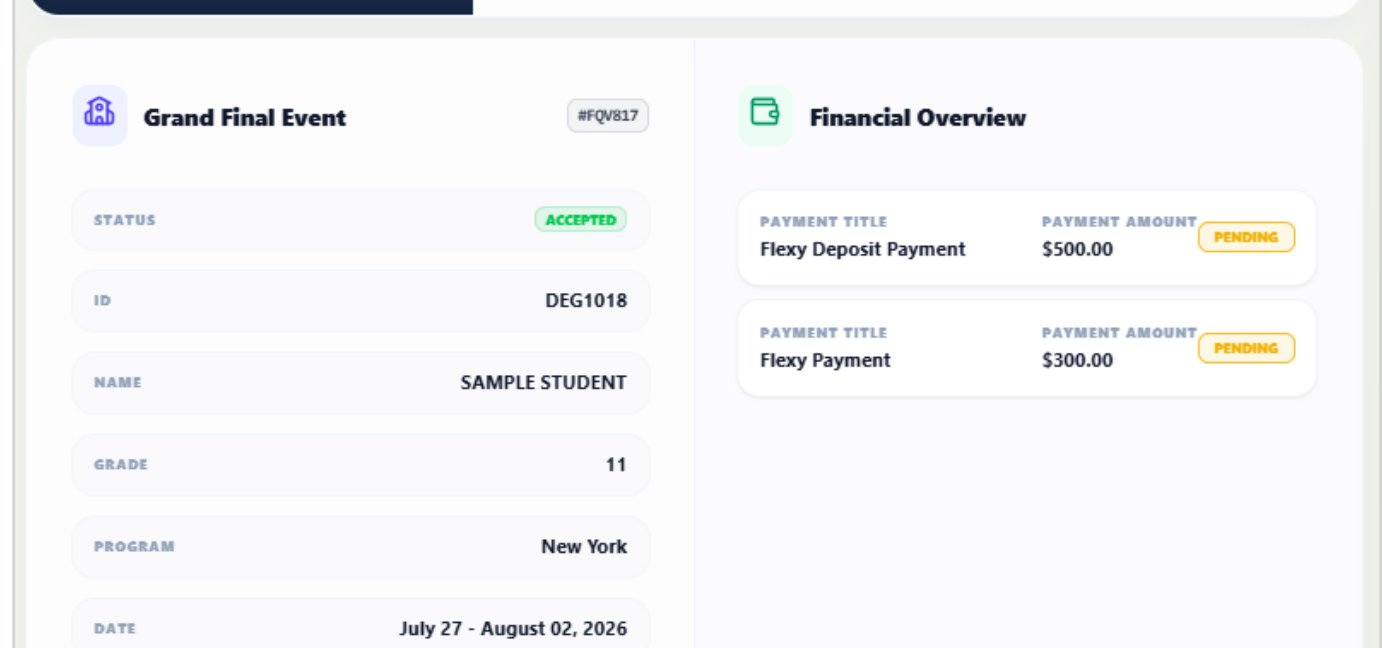 Grand Final Event
#FQV817
STATUS
ACCEPTED
ID
DEG1018
NAME
SAMPLE STUDENT
GRADE
11
PROGRAM
New York
DATE
July 27 - August 02, 2026
Financial Overview
PAYMENT TITLE
Flexy Deposit Payment
PAYMENT AMOUNT
$500.00
PENDING
PAYMENT TITLE
Flexy Payment
PAYMENT AMOUNT
$300.00
PENDING